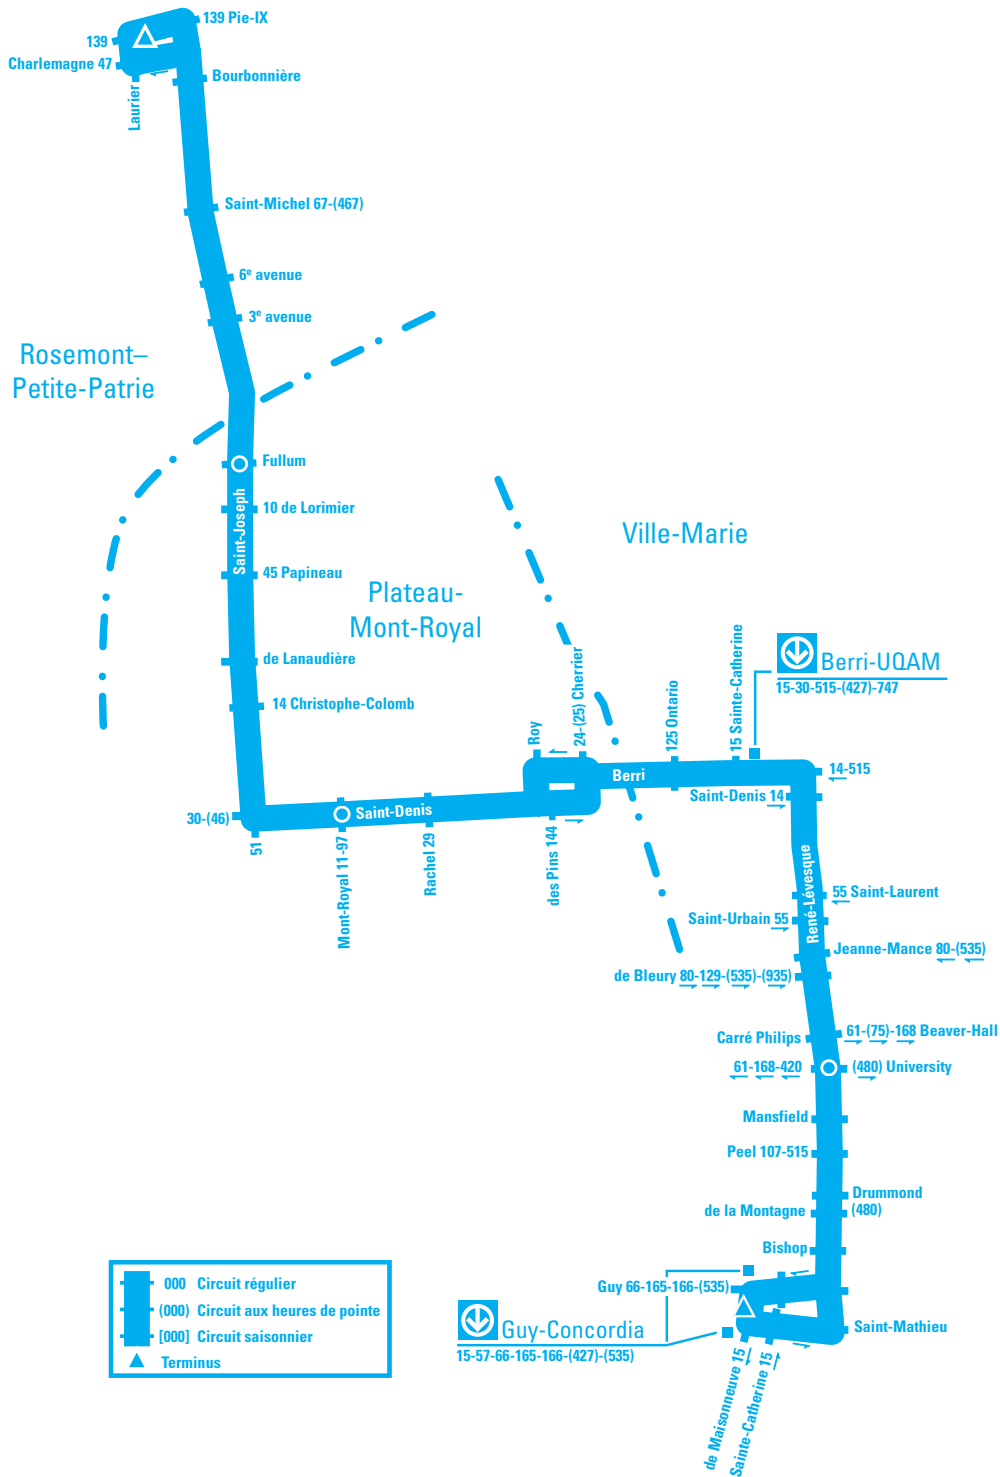 139 Pie-IX
139
Charlemagne 47
Laurier
Bourbonnière
Saint-Michel 67-(467)
6e avenue
3e avenue
Rosemont–
Petite-Patrie
Fullum
Saint-Joseph
10 de Lorimier
45 Papineau
Ville-Marie
Plateau-
Mont-Royal
de Lanaudière
14 Christophe-Colomb
Roy
24-(25) Cherrier
125 Ontario
15 Sainte-Catherine
Berri-UQAM
15-30-515-(427)-747
Berri
14-515
Saint-Denis 14
30-(46)
51
Saint-Denis
Mont-Royal 11-97
Rachel 29
des Pins 144
René-Lévesque
55 Saint-Laurent
Saint-Urbain 55
Jeanne-Mance 80-(535)
de Bleury 80-129-(535)-(935)
61-(75)-168 Beaver-Hall
Carré Philips
61-168-420
(480) University
Mansfield
Peel 107-515
Drummond
(480)
de la Montagne
Bishop
Guy 66-165-166-(535)
Guy-Concordia
15-57-66-165-166-(427)-(535)
Saint-Mathieu
de Maisonneuve 15
Sainte-Catherine 15
000 Circuit régulier
(000) Circuit aux heures de pointe
[000] Circuit saisonnier
Terminus